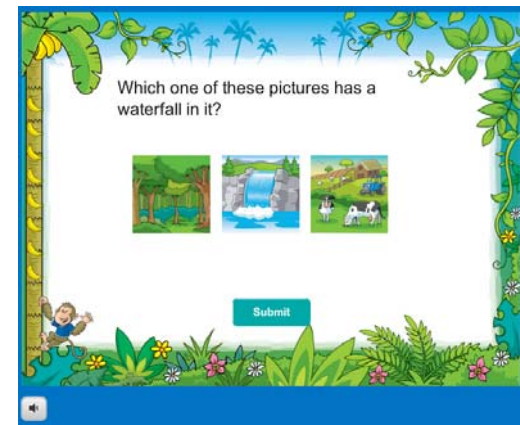 Which one of these pictures has a
waterfall in it?
Submit